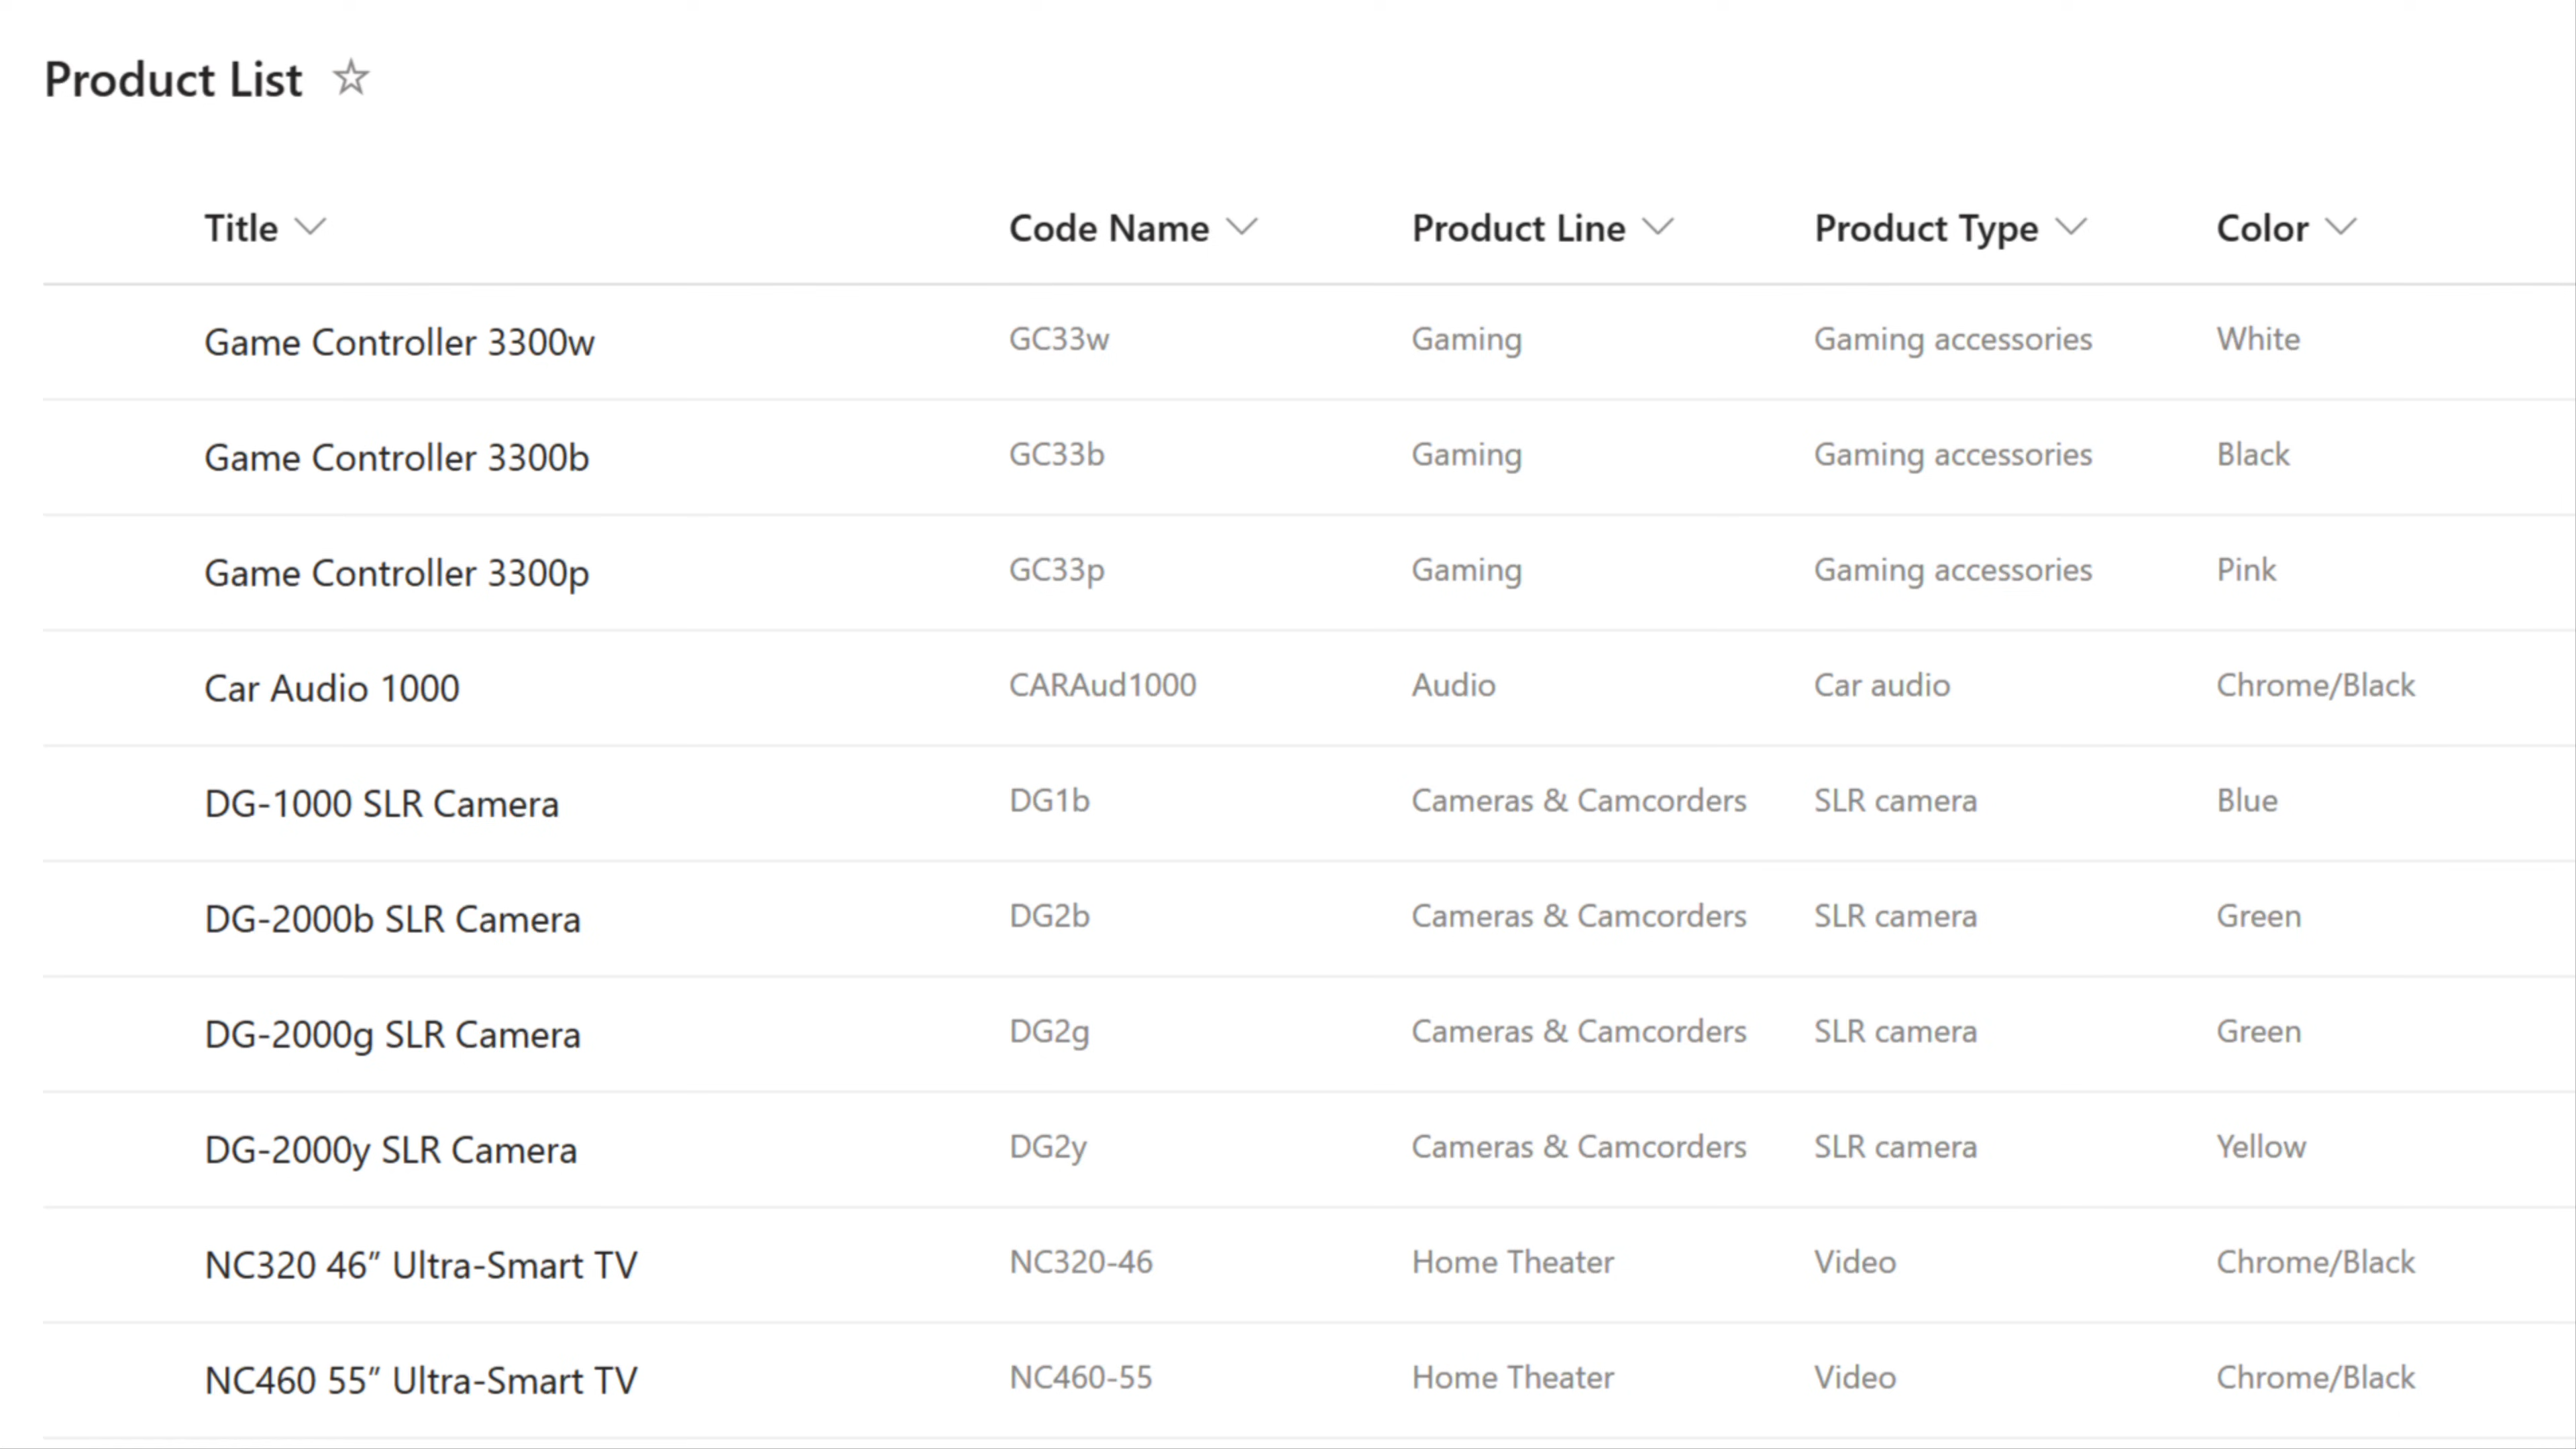 Product List
Title Code Name Product Line Product Type Color
Game Controller 3300w GC33w Gaming Gaming accessories White
Game Controller 3300b GC33b Gaming Gaming accessories Black
Game Controller 3300p GC33p Gaming Gaming accessories Pink
Car Audio 1000 CARAud1000 Audio Car audio Chrome/Black
DG-1000 SLR Camera DG1b Cameras & Camcorders SLR camera Blue
DG-2000b SLR Camera DG2b Cameras & Camcorders SLR camera Green
DG-2000g SLR Camera DG2g Cameras & Camcorders SLR camera Green
DG-2000y SLR Camera DG2y Cameras & Camcorders SLR camera Yellow
NC320 46” Ultra-Smart TV NC320-46 Home Theater Video Chrome/Black
NC460 55” Ultra-Smart TV NC460-55 Home Theater Video Chrome/Black